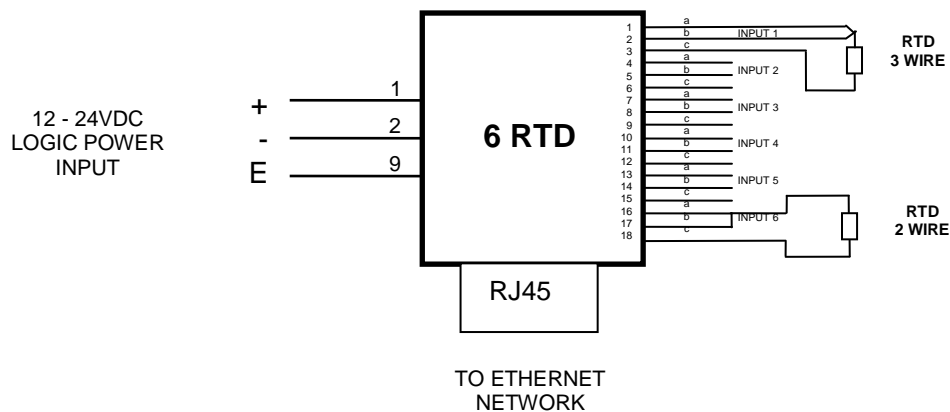 12 - 24VDC
LOGIC POWER
INPUT
+
-
E
1
2
9
6 RTD
1
2
3
4
5
6
7
8
9
10
11
12
13
14
15
16
17
18
a
b
c
a
b
c
a
b
c
a
b
c
a
b
c
a
b
c
INPUT 1
INPUT 2
INPUT 3
INPUT 4
INPUT 5
INPUT 6
RTD
3 WIRE
RTD
2 WIRE
RJ45
TO ETHERNET
NETWORK